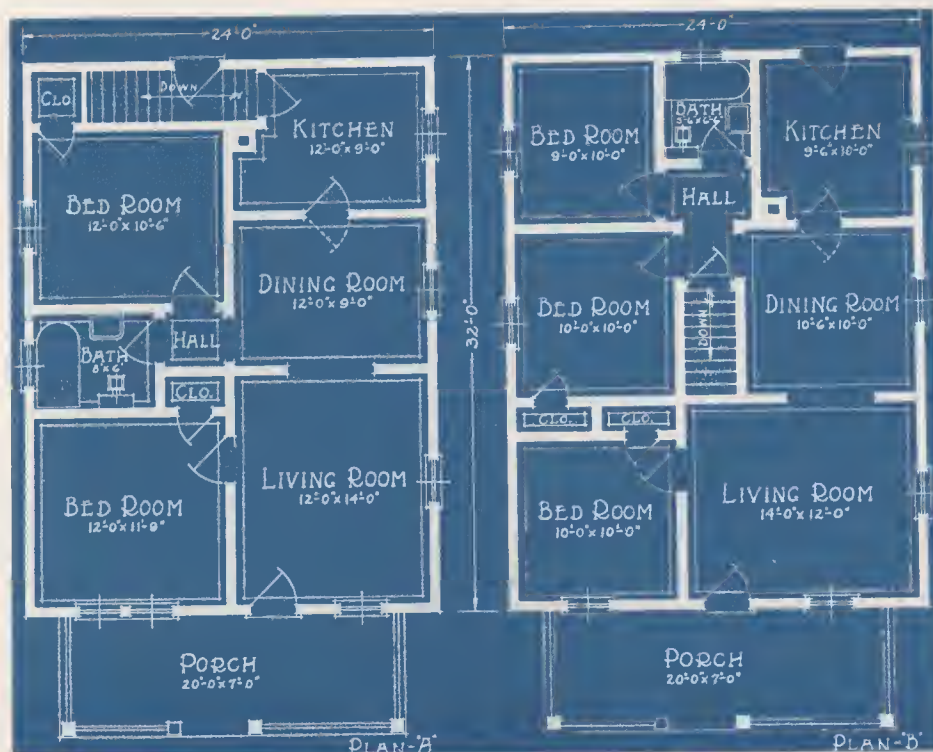 24'-0"
CLO.
DOWN
KITCHEN
12'-0" x 9'-0"
BED ROOM
12'-0" x 10'-6"
DINING ROOM
12'-0" x 9'-0"
HALL
BATH
8' x 6'
CLO.
BED ROOM
12'-0" x 11'-9"
LIVING ROOM
12'-0" x 14'-0"
PORCH
20'-0" x 7'-0"
PLAN-"A"
32'-0"
24'-0"
BED ROOM
9'-0" x 10'-0"
BATH
KITCHEN
9'-6" x 10'-0"
HALL
BED ROOM
10'-0" x 10'-0"
DOWN
DINING ROOM
10'-6" x 10'-0"
CLO.
CLO.
BED ROOM
10'-0" x 10'-0"
LIVING ROOM
14'-0" x 12'-0"
PORCH
20'-0" x 7'-0"
PLAN-"B"